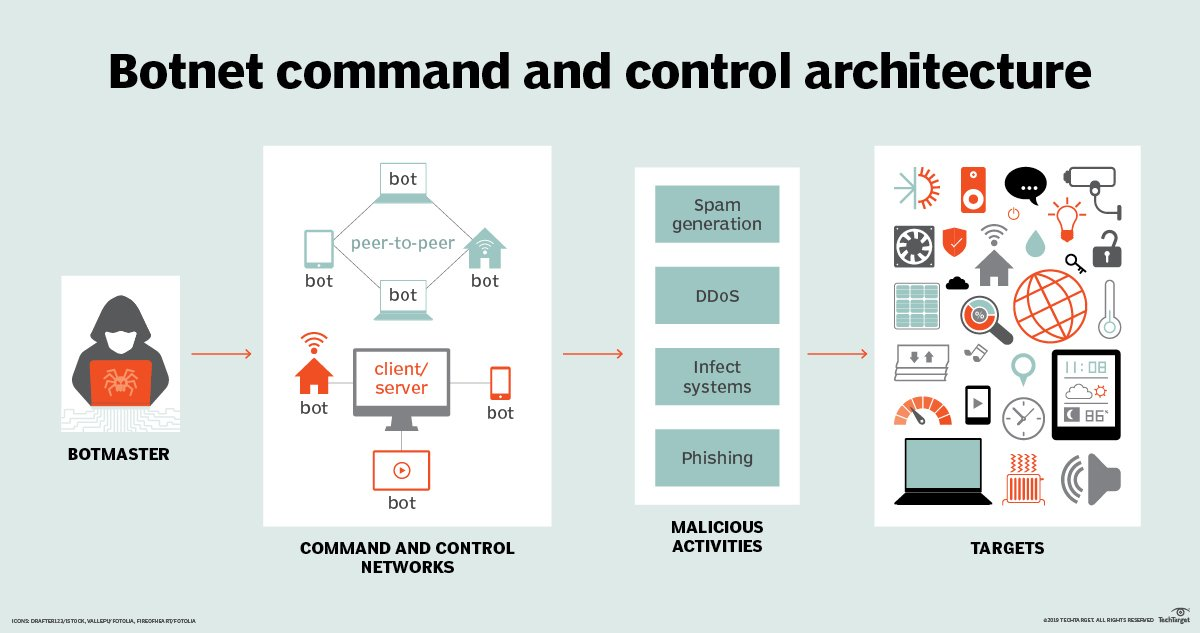 Botnet command and control architecture
bot
peer-to-peer
bot
bot
bot
client/
server
bot
bot
bot
Spam
generation
DDoS
Infect
systems
Phishing
%
11:08
86%
BOTMASTER
COMMAND AND CONTROL
NETWORKS
MALICIOUS
ACTIVITIES
TARGETS
ICONS: DRAFTER123/ISTOCK, VALLEPU/FOTOLIA, FIREOFHEART/FOTOLIA
©2019 TECHTARGET. ALL RIGHTS RESERVED
TechTarget